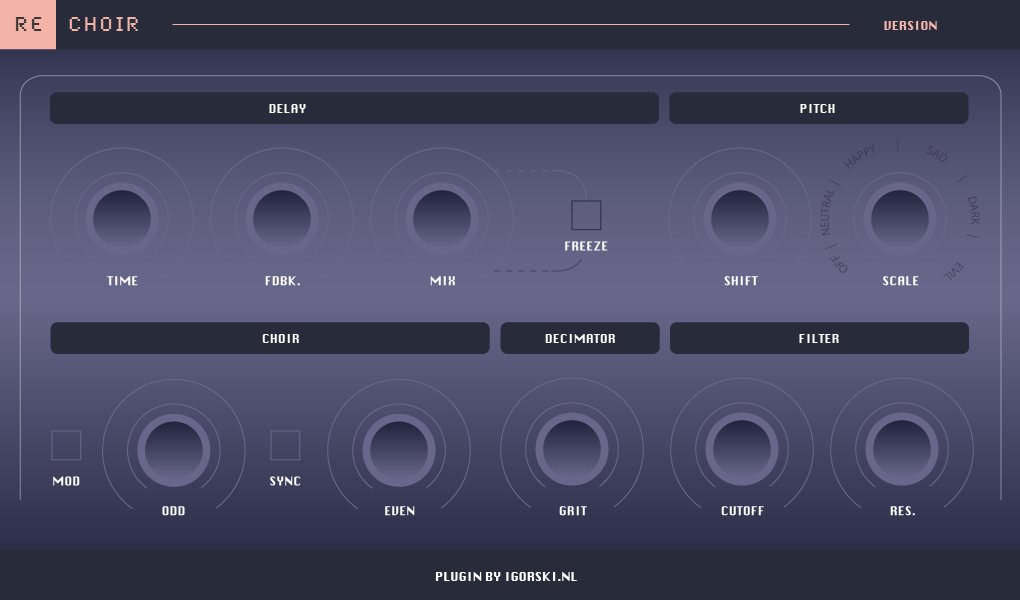 RE CHOIR VERSION
DELAY PITCH
TIME FDBK. MIX FREEZE SHIFT SCALE
OFF | NEUTRAL | HAPPY | SAD | DARK | EVIL
CHOIR DECIMATOR FILTER
MOD ODD SYNC EVEN GRIT CUTOFF RES.
PLUGIN BY IGORSKI.NL